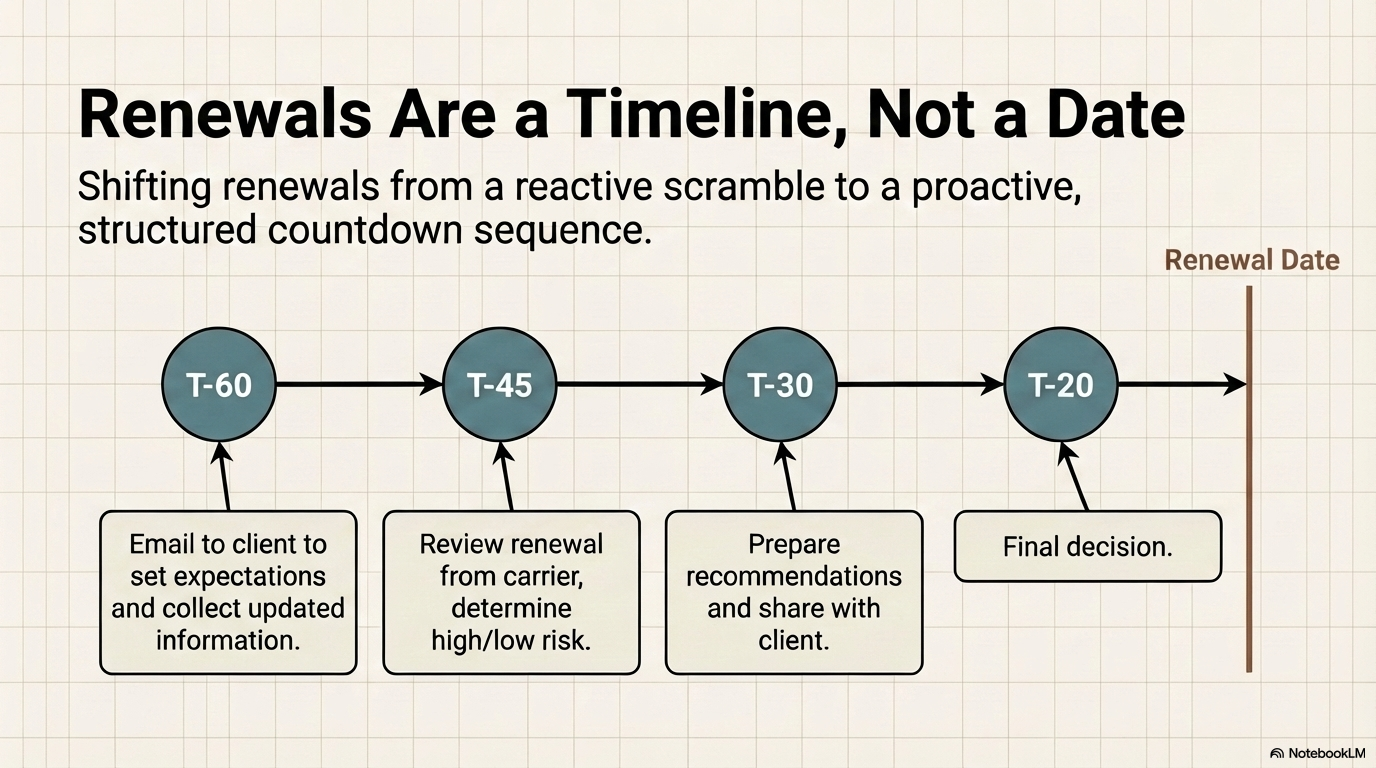 Renewals Are a Timeline, Not a Date
Shifting renewals from a reactive scramble to a proactive,
structured countdown sequence.
Renewal Date
T-60
T-45
T-30
T-20
Email to client to
set expectations
and collect updated
information.
Review renewal
from carrier,
determine
high/low risk.
Prepare
recommendations
and share with
client.
Final decision.
NotebookLM